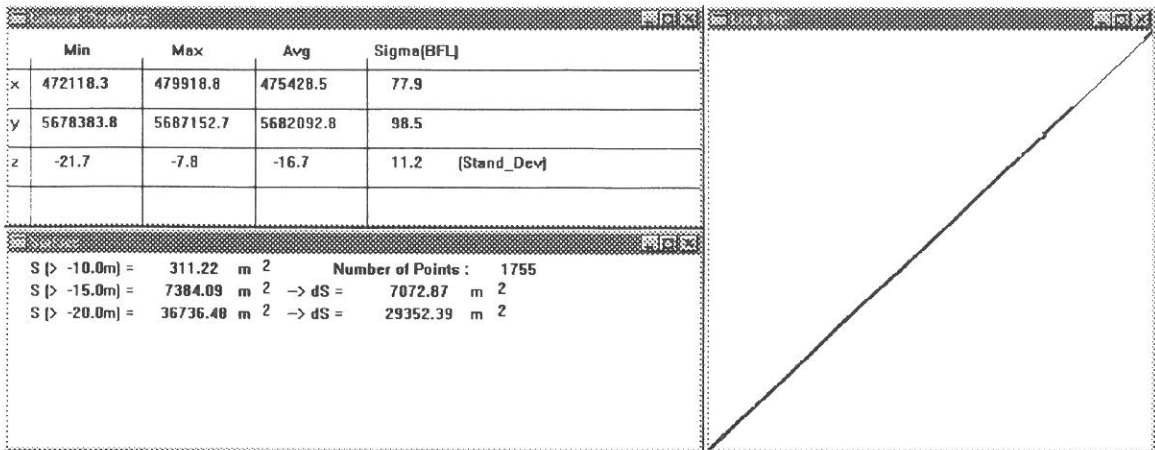 Min Max Avg Sigma(BFL)
x 472118.3 479918.8 475428.5 77.9
y 5678383.8 5687152.7 5682092.8 98.5
z -21.7 -7.8 -16.7 11.2 (Stand_Dev)
S (> -10.0m) = 311.22 m 2 Number of Points : 1755
S (> -15.0m) = 7384.09 m 2 -> dS = 7072.87 m 2
S (> -20.0m) = 36736.48 m 2 -> dS = 29352.39 m 2